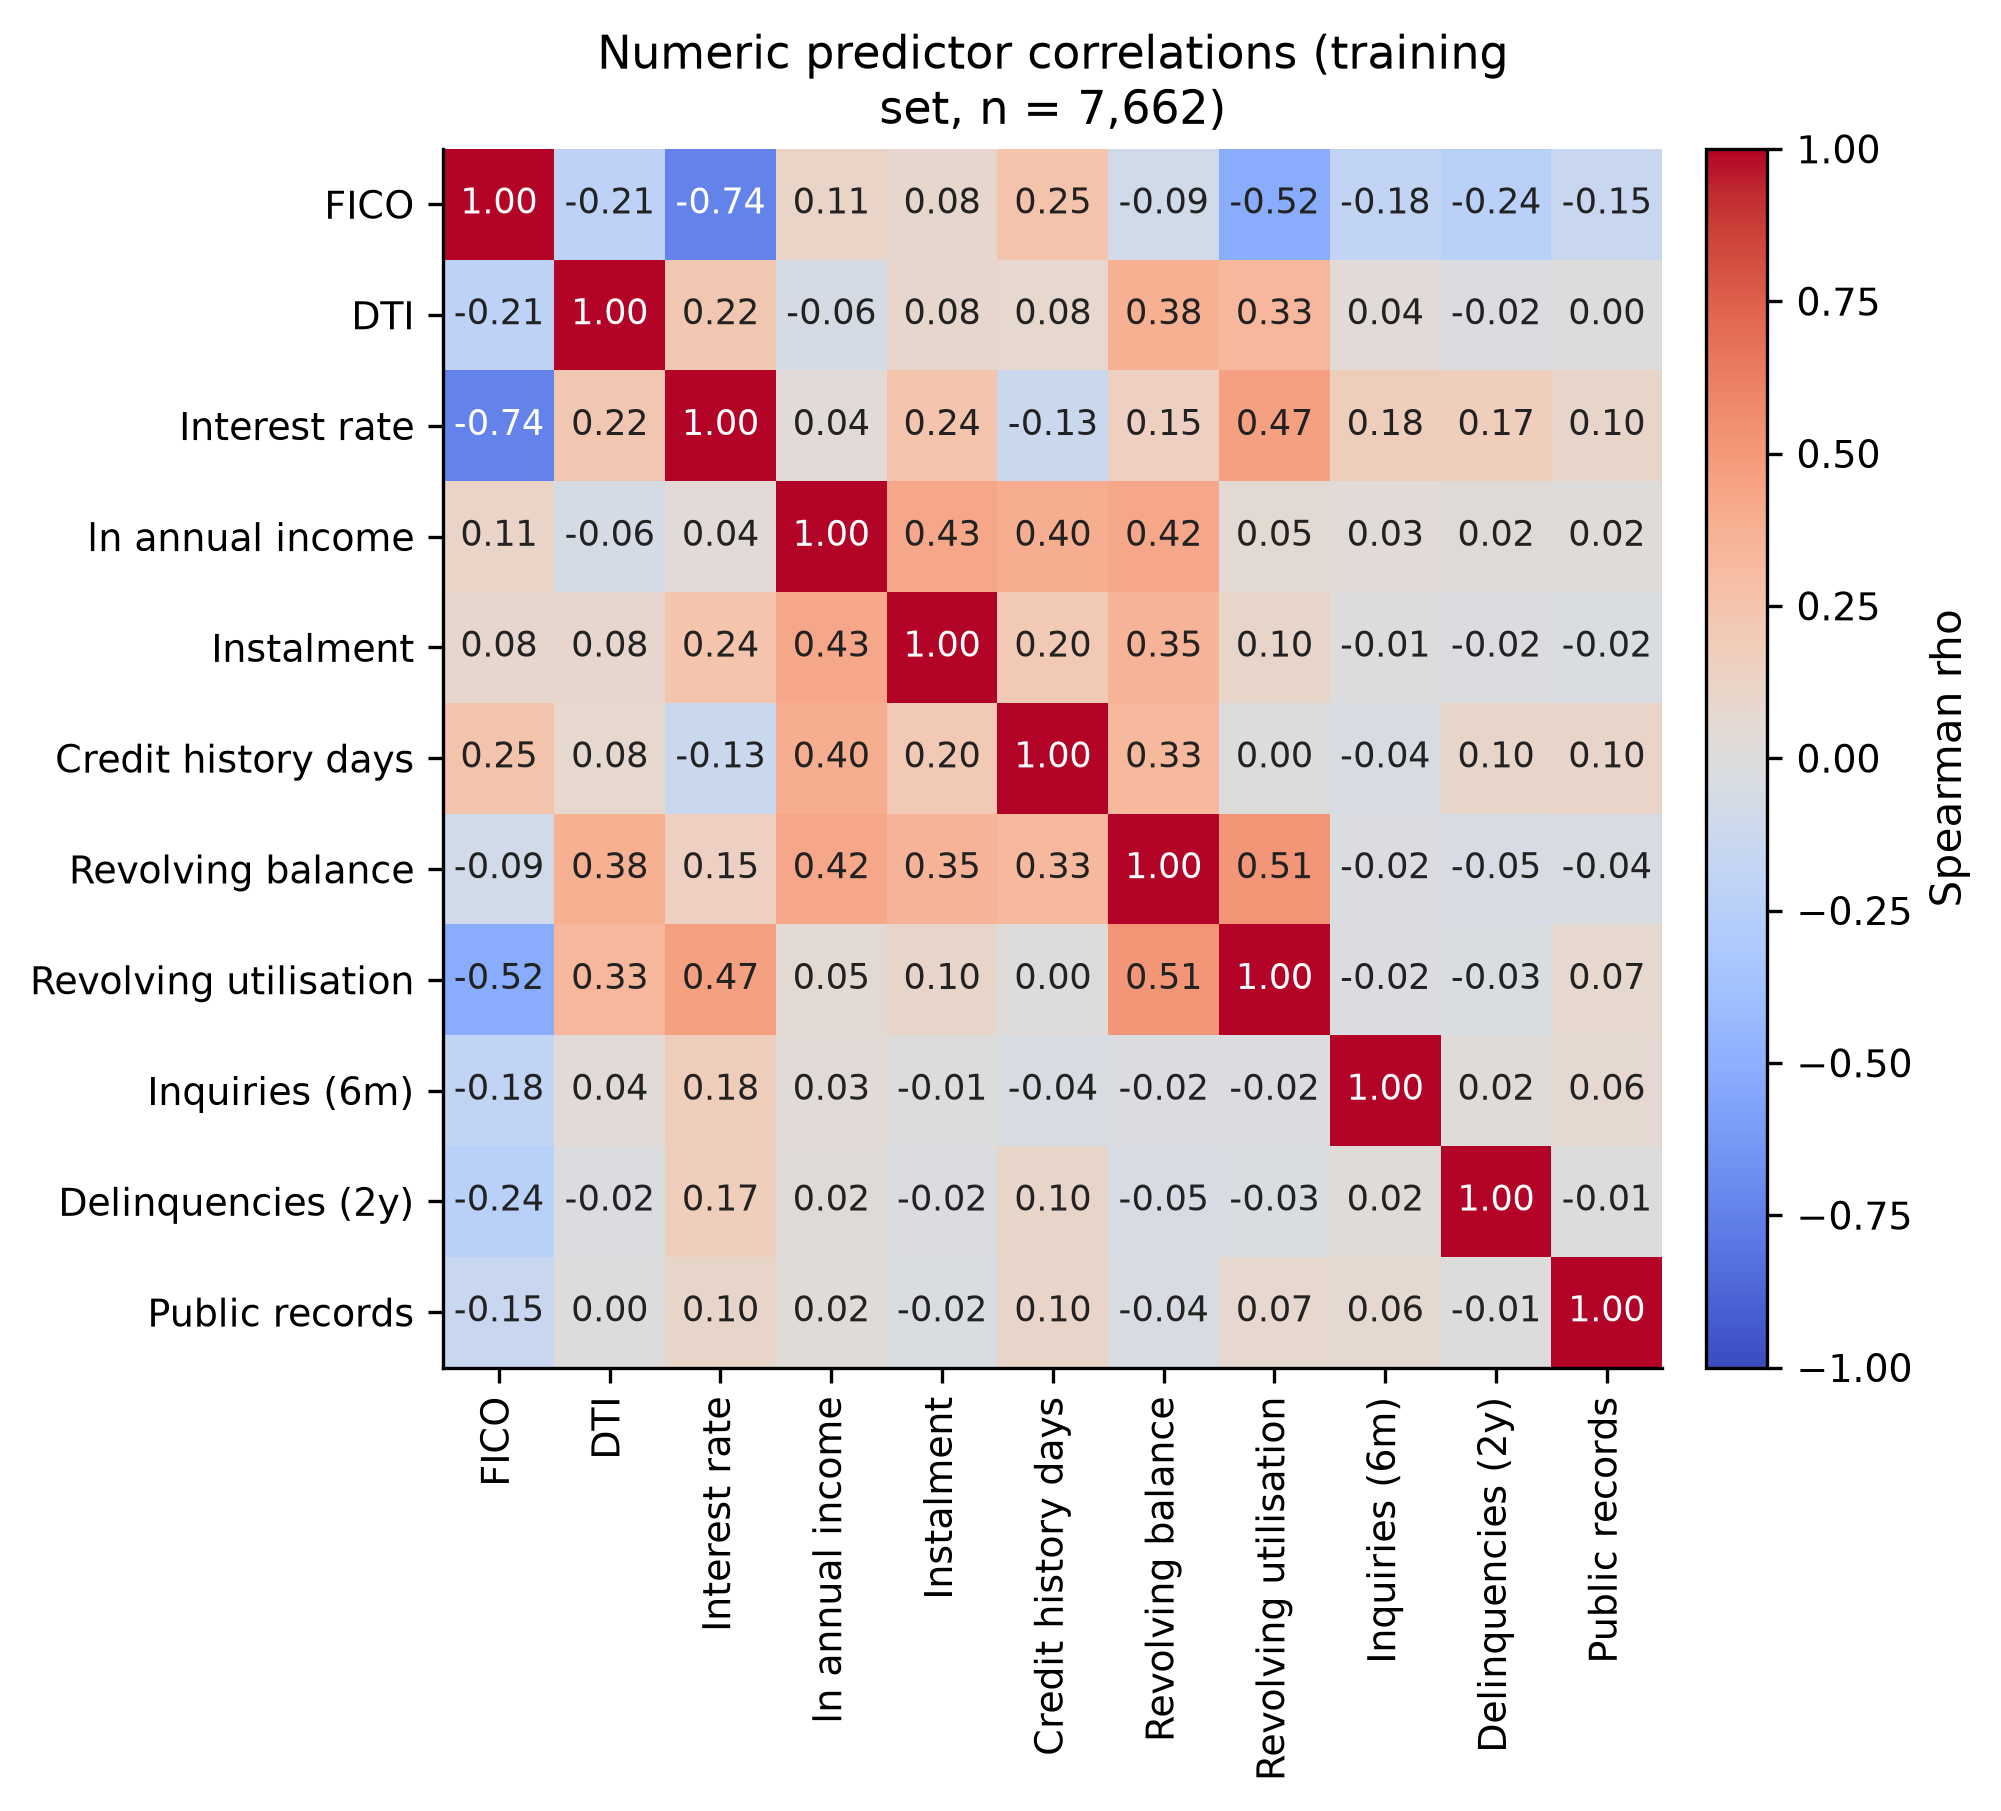 Numeric predictor correlations (training
set, n = 7,662)
FICO 1.00 -0.21 -0.74 0.11 0.08 0.25 -0.09 -0.52 -0.18 -0.24 -0.15
DTI -0.21 1.00 0.22 -0.06 0.08 0.08 0.38 0.33 0.04 -0.02 0.00
Interest rate -0.74 0.22 1.00 0.04 0.24 -0.13 0.15 0.47 0.18 0.17 0.10
ln annual income 0.11 -0.06 0.04 1.00 0.43 0.40 0.42 0.05 0.03 0.02 0.02
Instalment 0.08 0.08 0.24 0.43 1.00 0.20 0.35 0.10 -0.01 -0.02 -0.02
Credit history days 0.25 0.08 -0.13 0.40 0.20 1.00 0.33 0.00 -0.04 0.10 0.10
Revolving balance -0.09 0.38 0.15 0.42 0.35 0.33 1.00 0.51 -0.02 -0.05 -0.04
Revolving utilisation -0.52 0.33 0.47 0.05 0.10 0.00 0.51 1.00 -0.02 -0.03 0.07
Inquiries (6m) -0.18 0.04 0.18 0.03 -0.01 -0.04 -0.02 -0.02 1.00 0.02 0.06
Delinquencies (2y) -0.24 -0.02 0.17 0.02 -0.02 0.10 -0.05 -0.03 0.02 1.00 -0.01
Public records -0.15 0.00 0.10 0.02 -0.02 0.10 -0.04 0.07 0.06 -0.01 1.00
FICO
DTI
Interest rate
ln annual income
Instalment
Credit history days
Revolving balance
Revolving utilisation
Inquiries (6m)
Delinquencies (2y)
Public records
1.00
0.75
0.50
0.25
0.00
−0.25
−0.50
−0.75
−1.00
Spearman rho